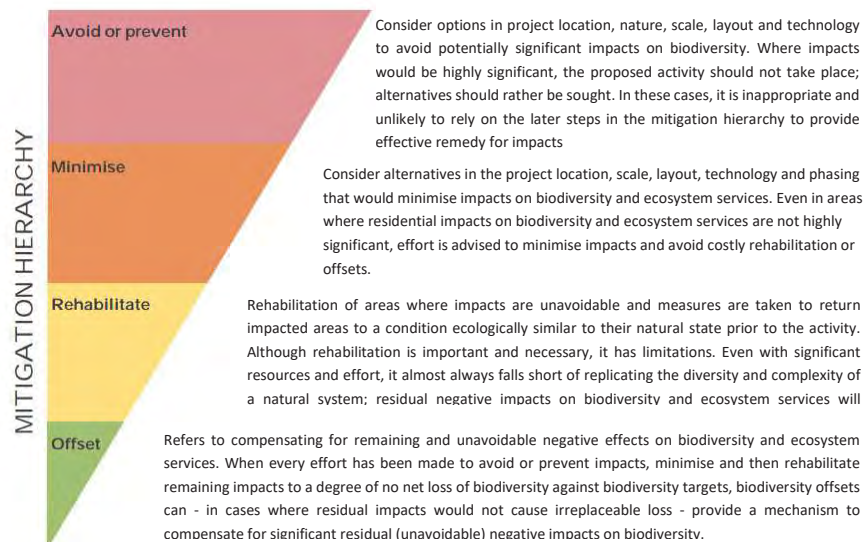 MITIGATION HIERARCHY
Avoid or prevent
Consider options in project location, nature, scale, layout and technology
to avoid potentially significant impacts on biodiversity. Where impacts
would be highly significant, the proposed activity should not take place;
alternatives should rather be sought. In these cases, it is inappropriate and
unlikely to rely on the later steps in the mitigation hierarchy to provide
effective remedy for impacts
Minimise
Consider alternatives in the project location, scale, layout, technology and phasing
that would minimise impacts on biodiversity and ecosystem services. Even in areas
where residential impacts on biodiversity and ecosystem services are not highly
significant, effort is advised to minimise impacts and avoid costly rehabilitation or
offsets.
Rehabilitate
Rehabilitation of areas where impacts are unavoidable and measures are taken to return
impacted areas to a condition ecologically similar to their natural state prior to the activity.
Although rehabilitation is important and necessary, it has limitations. Even with significant
resources and effort, it almost always falls short of replicating the diversity and complexity of
a natural system; residual negative impacts on biodiversity and ecosystem services will
Offset
Refers to compensating for remaining and unavoidable negative effects on biodiversity and ecosystem
services. When every effort has been made to avoid or prevent impacts, minimise and then rehabilitate
remaining impacts to a degree of no net loss of biodiversity against biodiversity targets, biodiversity offsets
can - in cases where residual impacts would not cause irreplaceable loss - provide a mechanism to
compensate for significant residual (unavoidable) negative impacts on biodiversity.